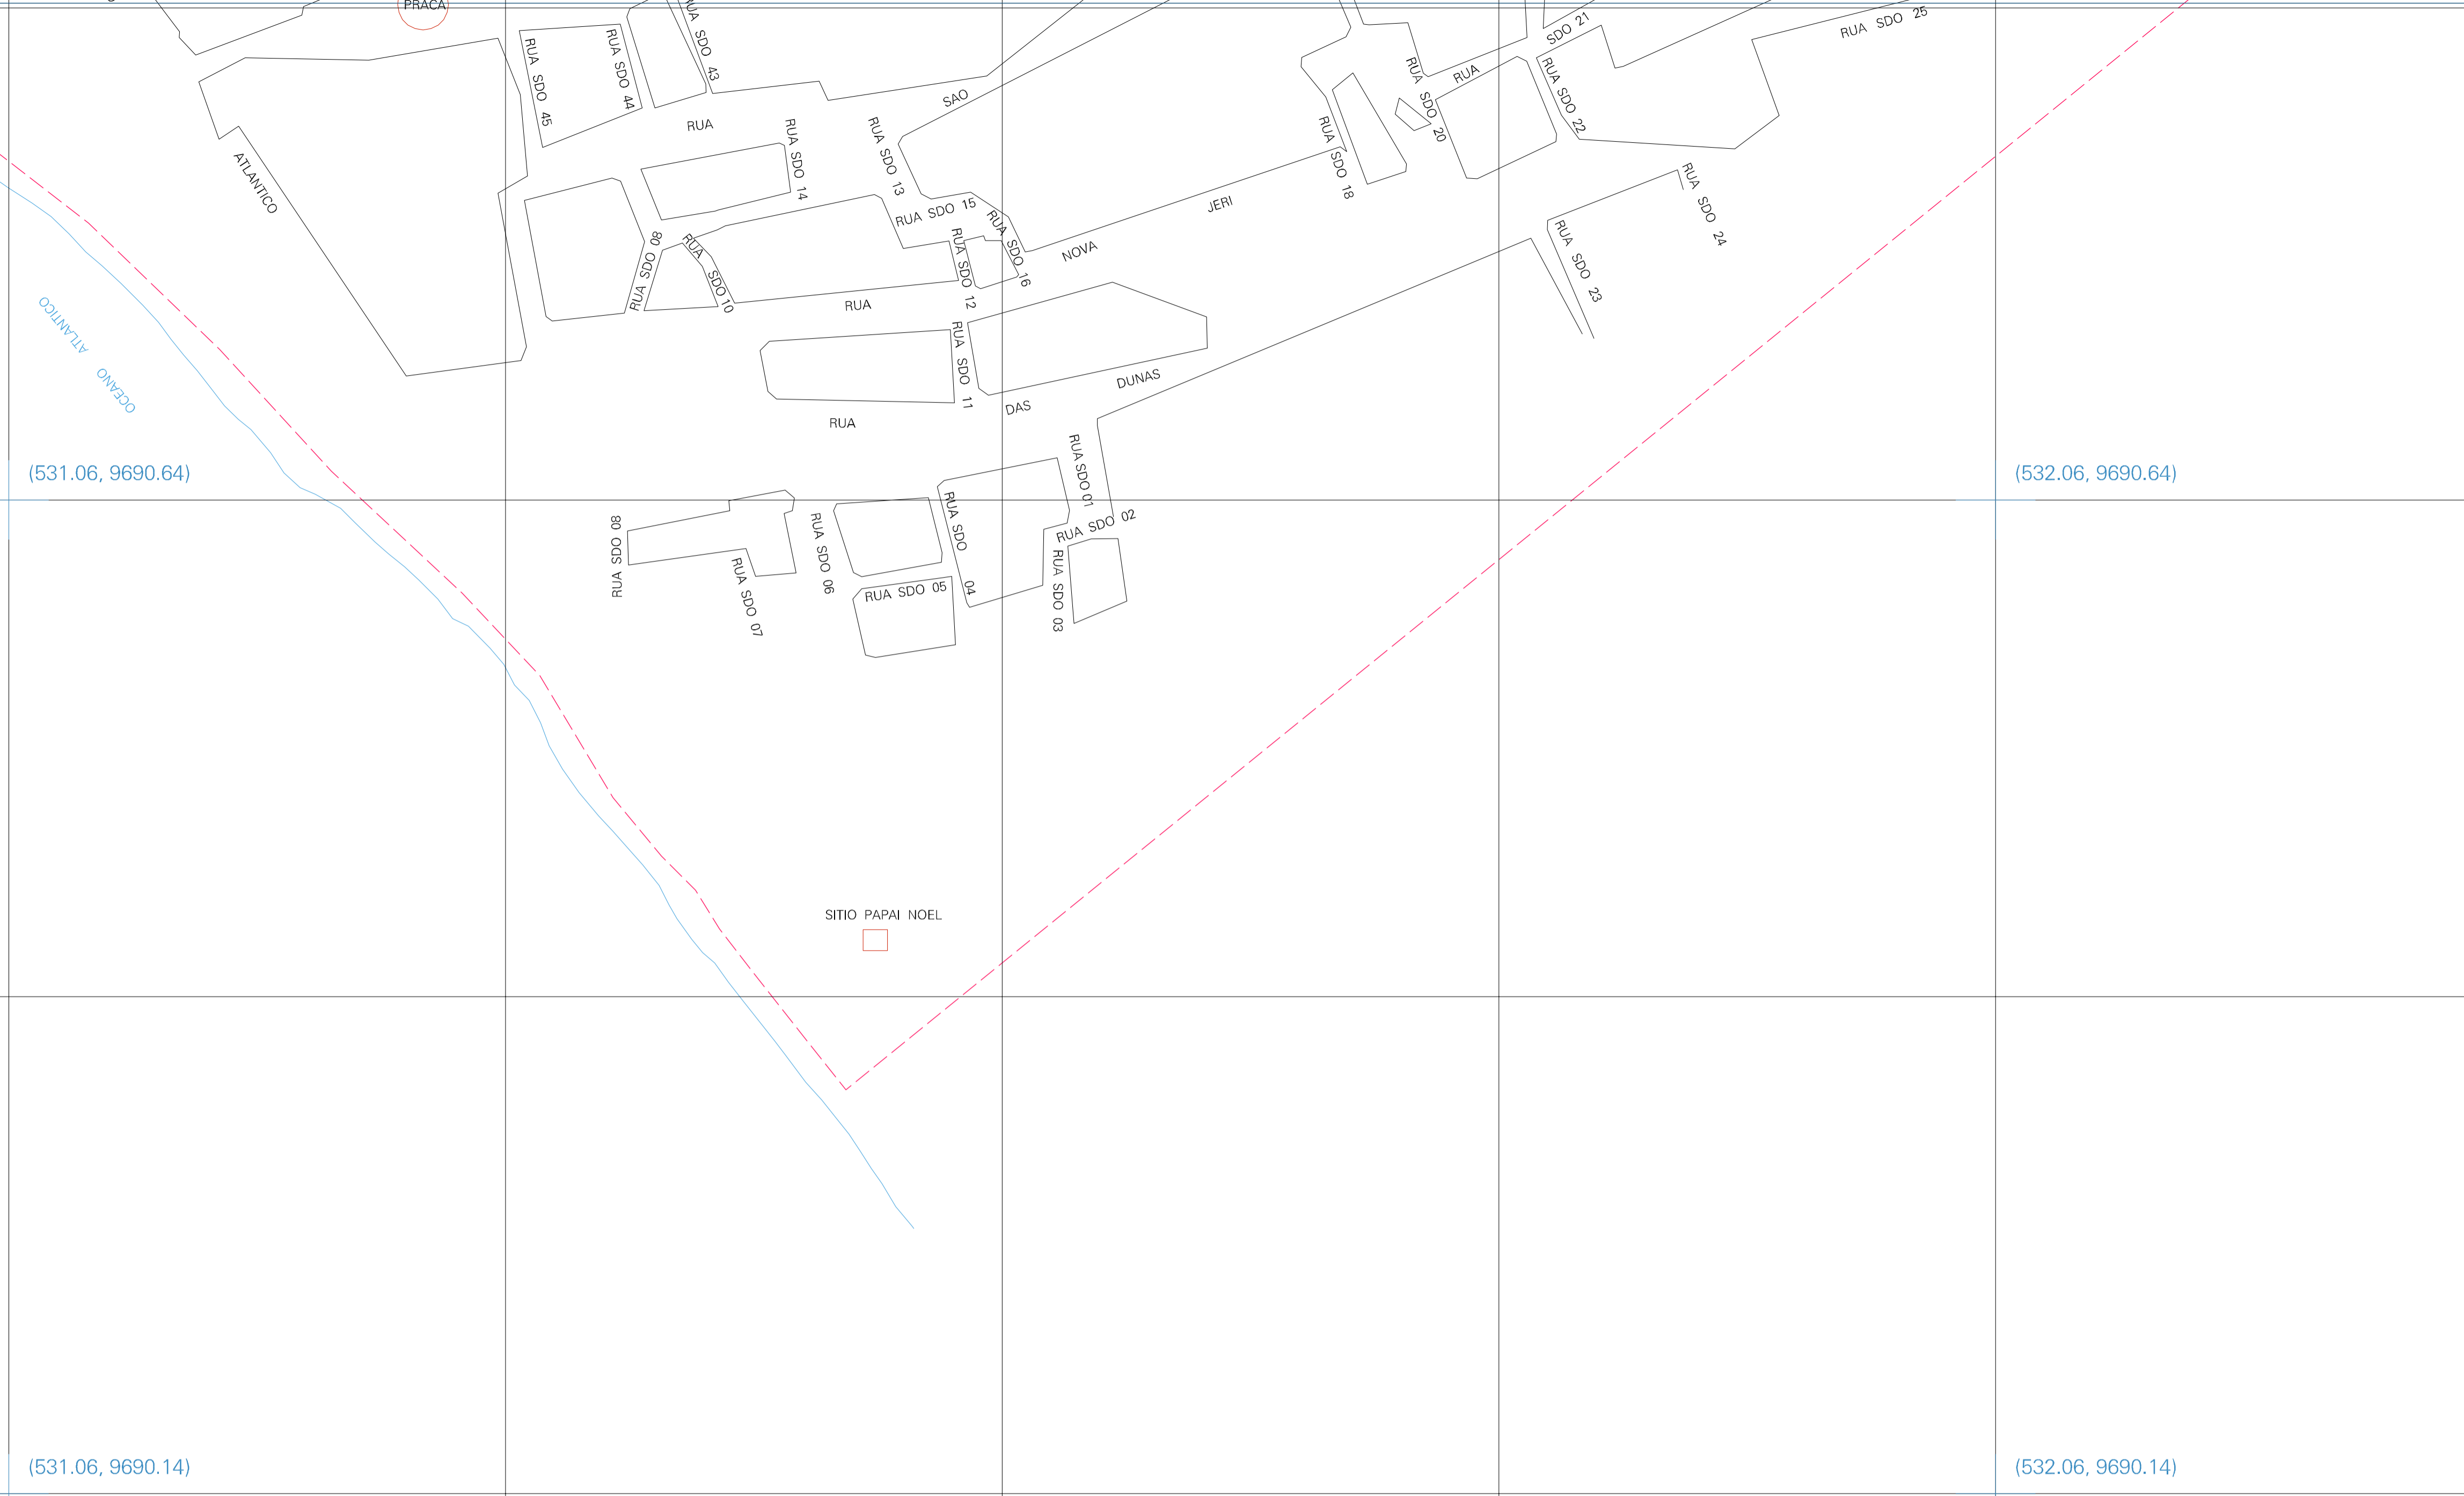 PRACA
RUA SDO 45
RUA SDO 44
RUA SDO 43
SAO
RUA
RUA SDO 14
RUA SDO 13
RUA SDO 15
RUA SDO 16
RUA SDO 12
NOVA
JERI
RUA SDO 18
RUA SDO 20
RUA
SDO 21
RUA SDO 22
RUA SDO 25
RUA SDO 24
RUA SDO 23
ATLANTICO
RUA SDO 08
RUA SDO 10
RUA
RUA SDO 11
DUNAS
DAS
RUA
OCEANO ATLANTICO
(531.06, 9690.64)
(532.06, 9690.64)
RUA SDO 01
RUA SDO 02
RUA SDO 08
RUA SDO 06
RUA SDO 04
RUA SDO 07
RUA SDO 05
RUA SDO 03
SITIO PAPAI NOEL
(531.06, 9690.14)
(532.06, 9690.14)